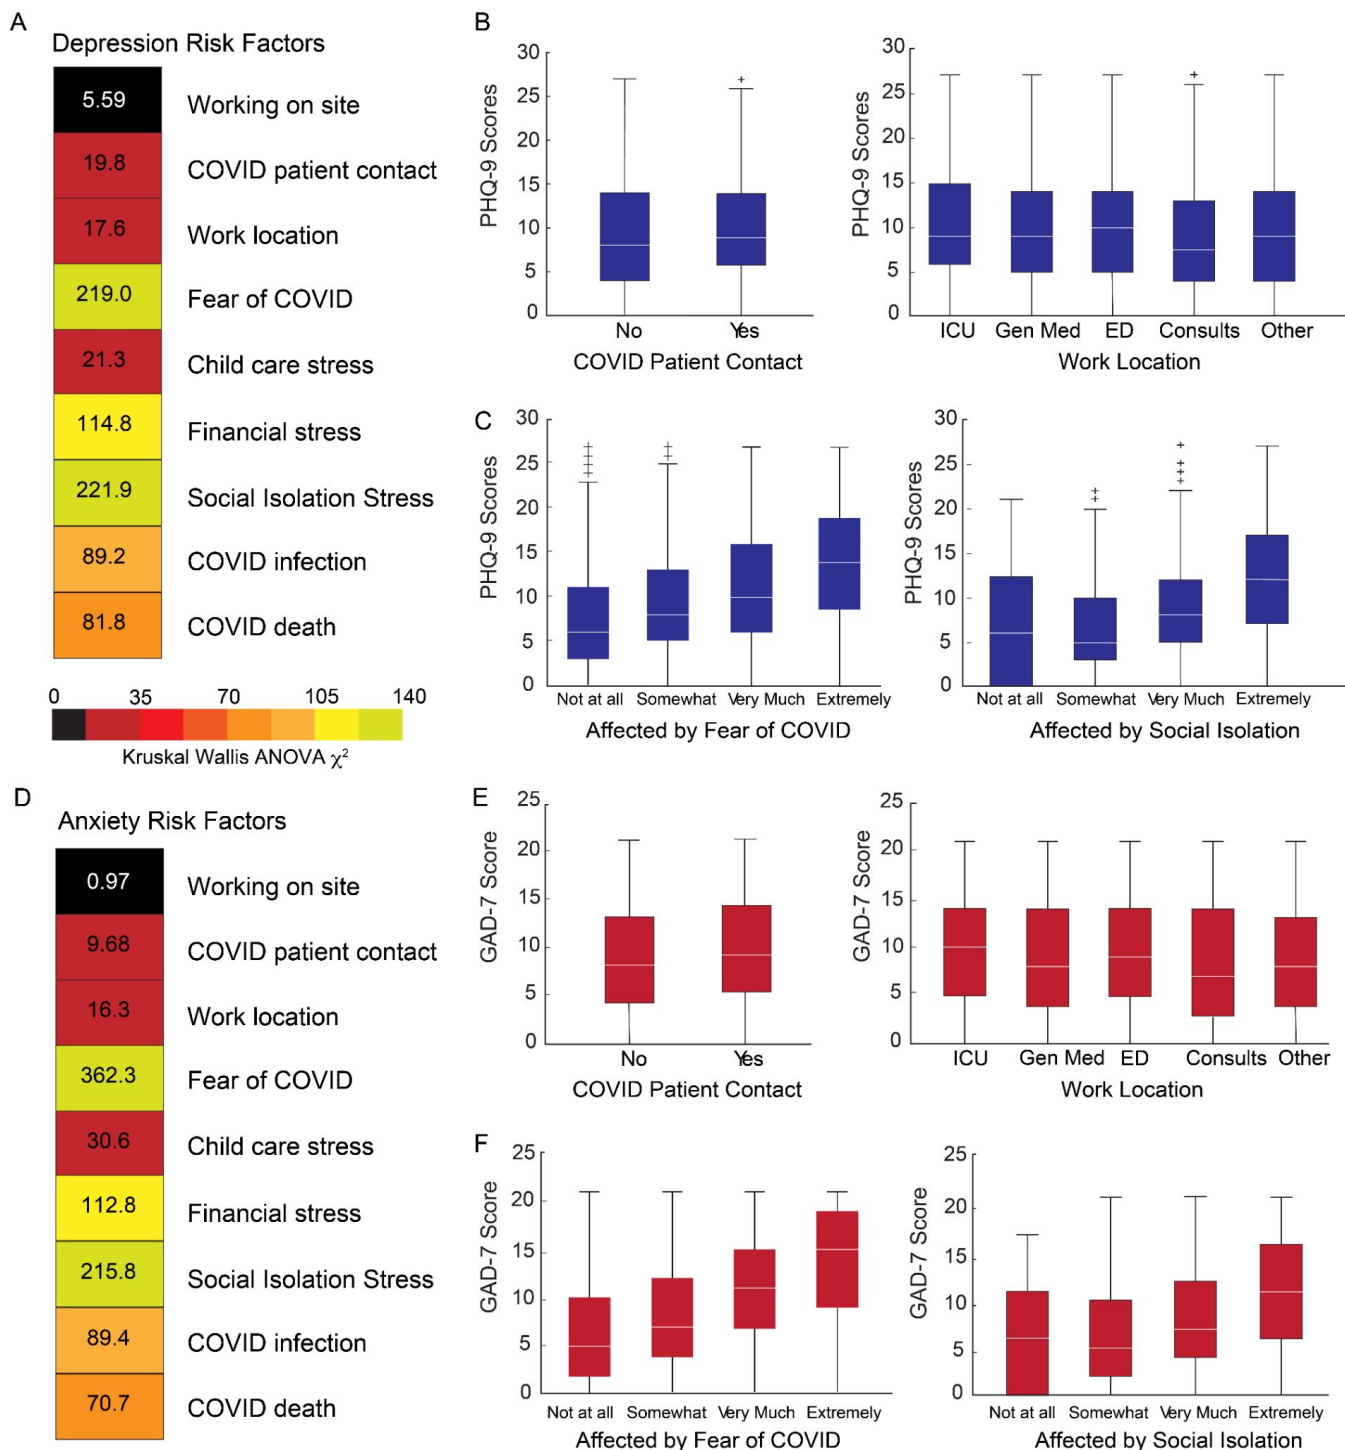 A
Depression Risk Factors
5.59 Working on site
19.8 COVID patient contact
17.6 Work location
219.0 Fear of COVID
21.3 Child care stress
114.8 Financial stress
221.9 Social Isolation Stress
89.2 COVID infection
81.8 COVID death
0 35 70 105 140
Kruskal Wallis ANOVA χ²
B
PHQ-9 Scores
30
25
20
15
10
5
0
No Yes
COVID Patient Contact
PHQ-9 Scores
30
25
20
15
10
5
0
ICU Gen Med ED Consults Other
Work Location
C
PHQ-9 Scores
30
25
20
15
10
5
0
Not at all Somewhat Very Much Extremely
Affected by Fear of COVID
PHQ-9 Scores
30
25
20
15
10
5
0
Not at all Somewhat Very Much Extremely
Affected by Social Isolation
D
Anxiety Risk Factors
0.97 Working on site
9.68 COVID patient contact
16.3 Work location
362.3 Fear of COVID
30.6 Child care stress
112.8 Financial stress
215.8 Social Isolation Stress
89.4 COVID infection
70.7 COVID death
E
GAD-7 Score
25
20
15
10
5
0
No Yes
COVID Patient Contact
GAD-7 Score
25
20
15
10
5
0
ICU Gen Med ED Consults Other
Work Location
F
GAD-7 Score
25
20
15
10
5
0
Not at all Somewhat Very Much Extremely
Affected by Fear of COVID
GAD-7 Score
25
20
15
10
5
0
Not at all Somewhat Very Much Extremely
Affected by Social Isolation